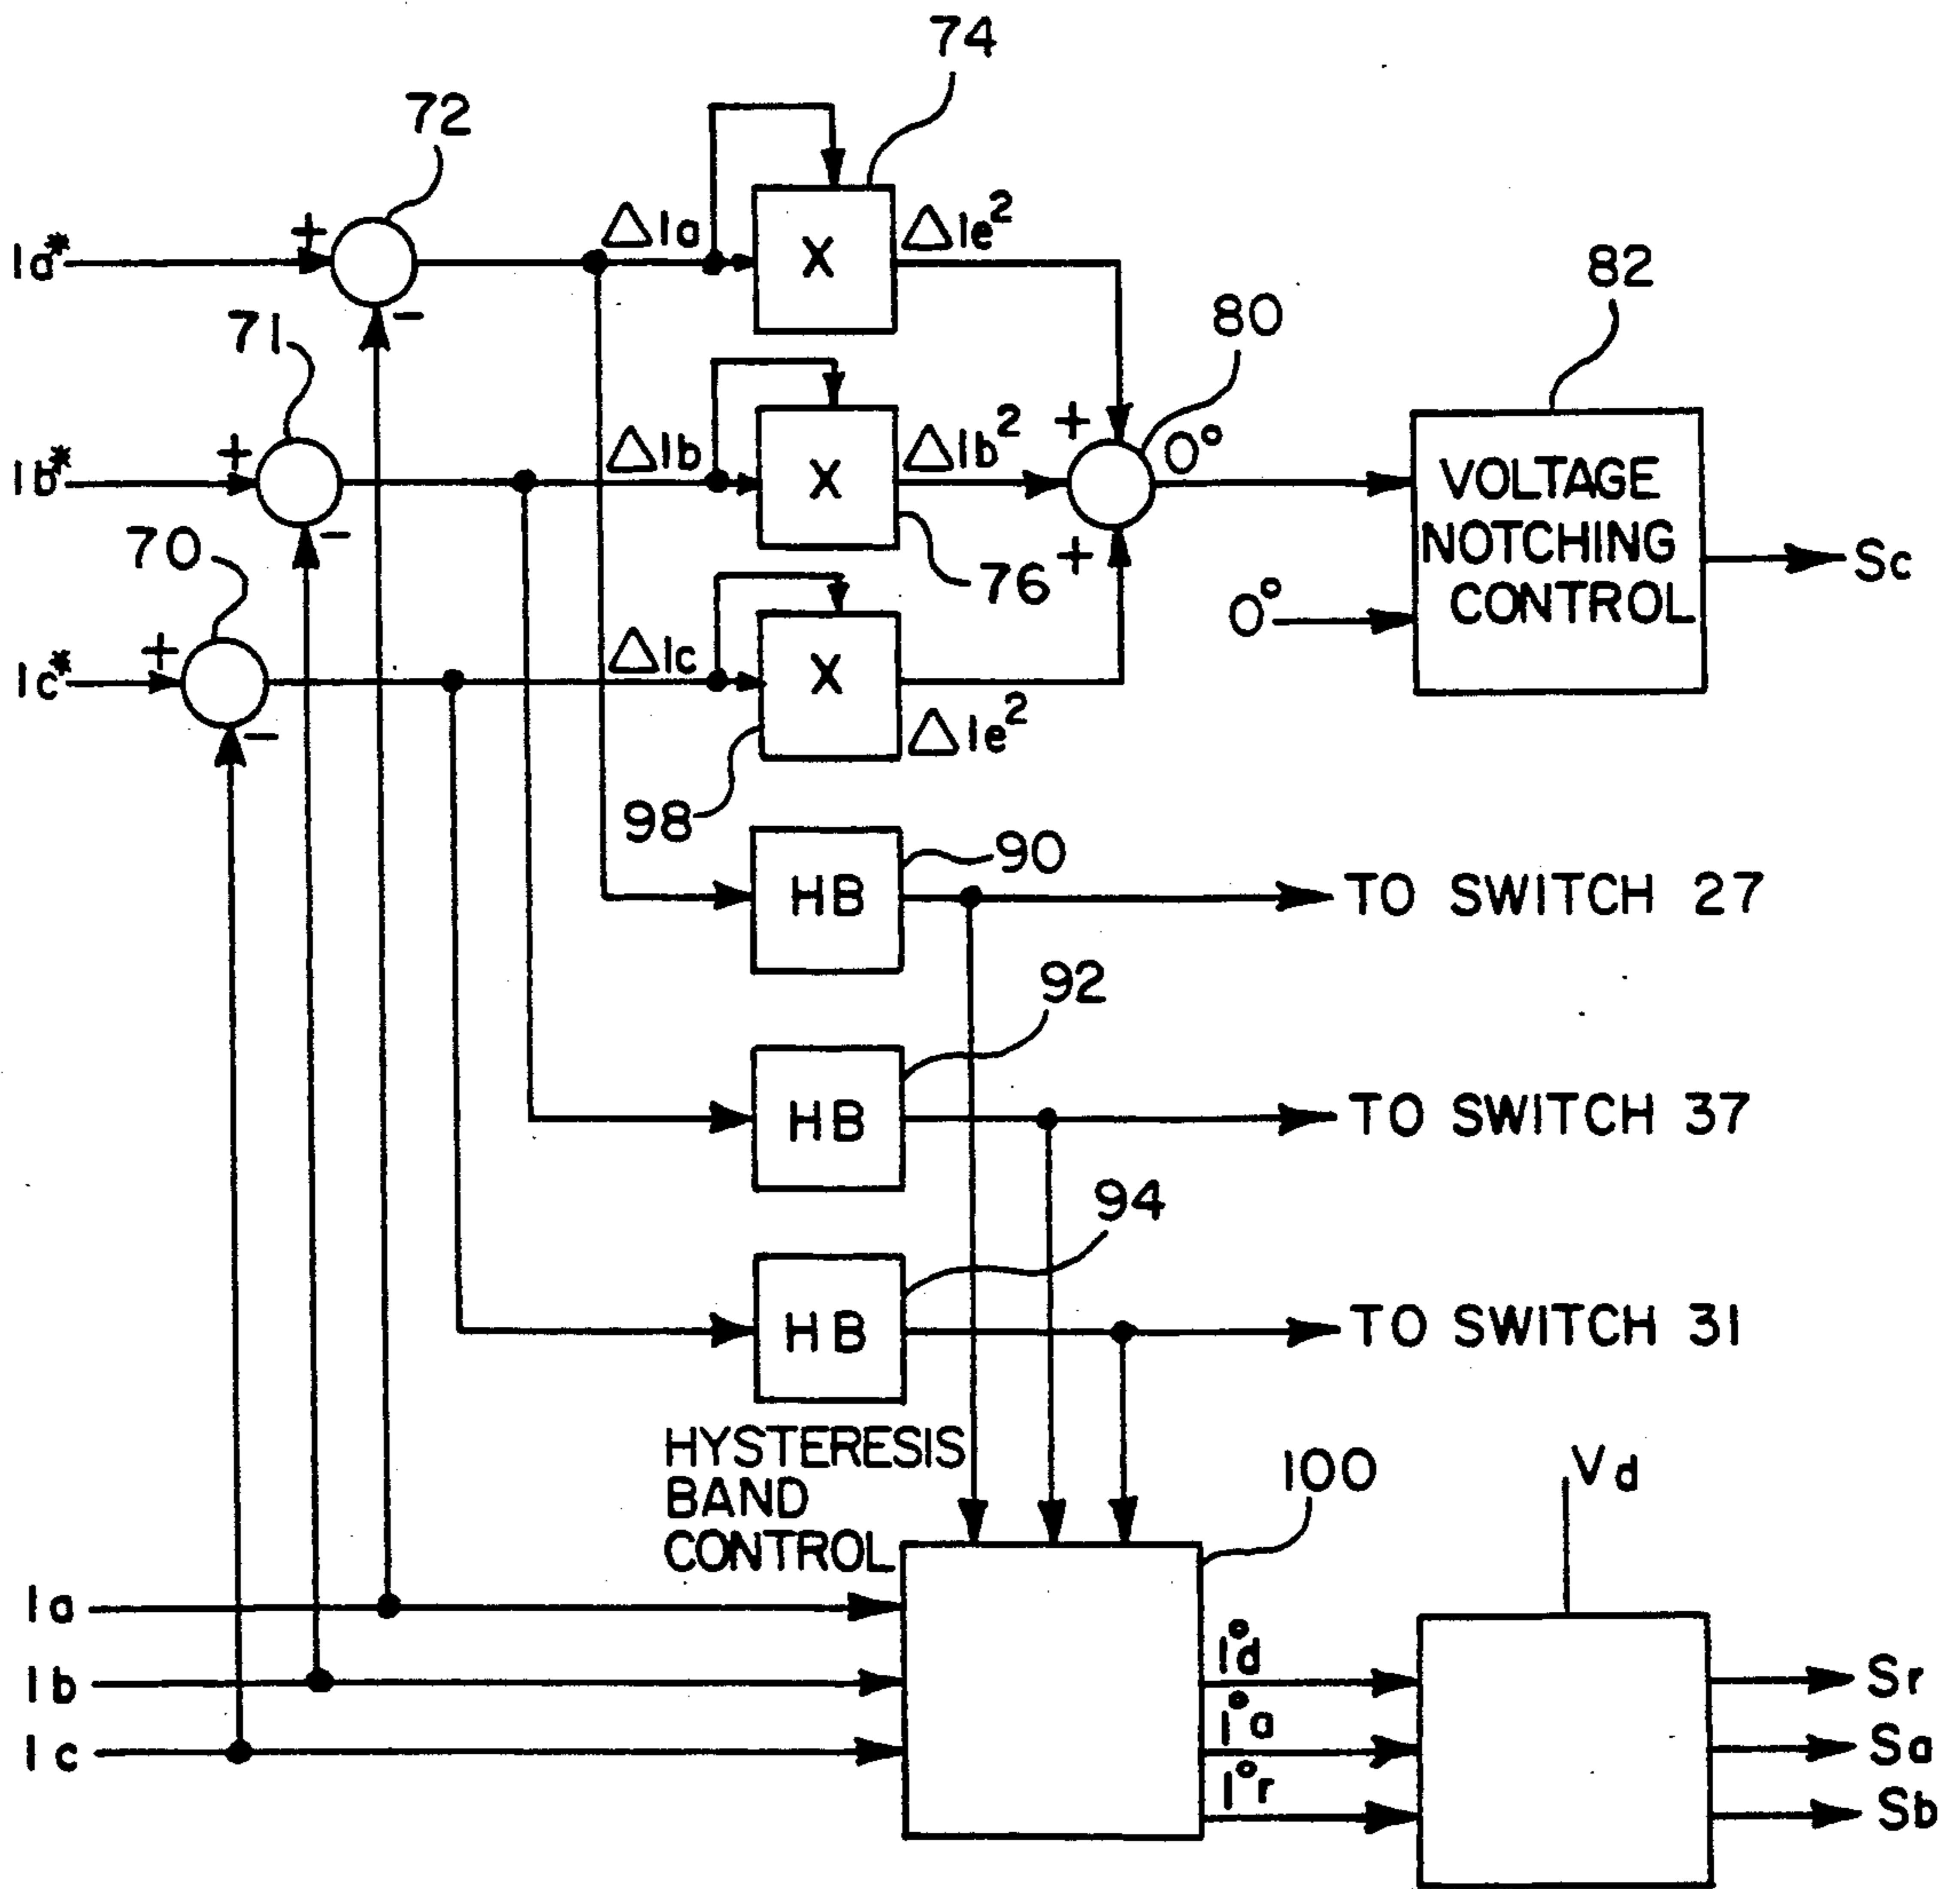 74
72
Ia*
+
-
ΔIa
X
ΔIe²
82
71
80
Ib*
+
-
ΔIb
X
ΔIb²
+
0°
VOLTAGE
NOTCHING
CONTROL
Sc
70
76
+
0°
Ic*
+
-
ΔIc
X
ΔIe²
98
HB
90
TO SWITCH 27
92
HB
TO SWITCH 37
94
HB
TO SWITCH 31
HYSTERESIS
BAND
CONTROL
100
Vd
Ia
Ib
Ic
I°d
I°a
I°r
Sr
Sa
Sb